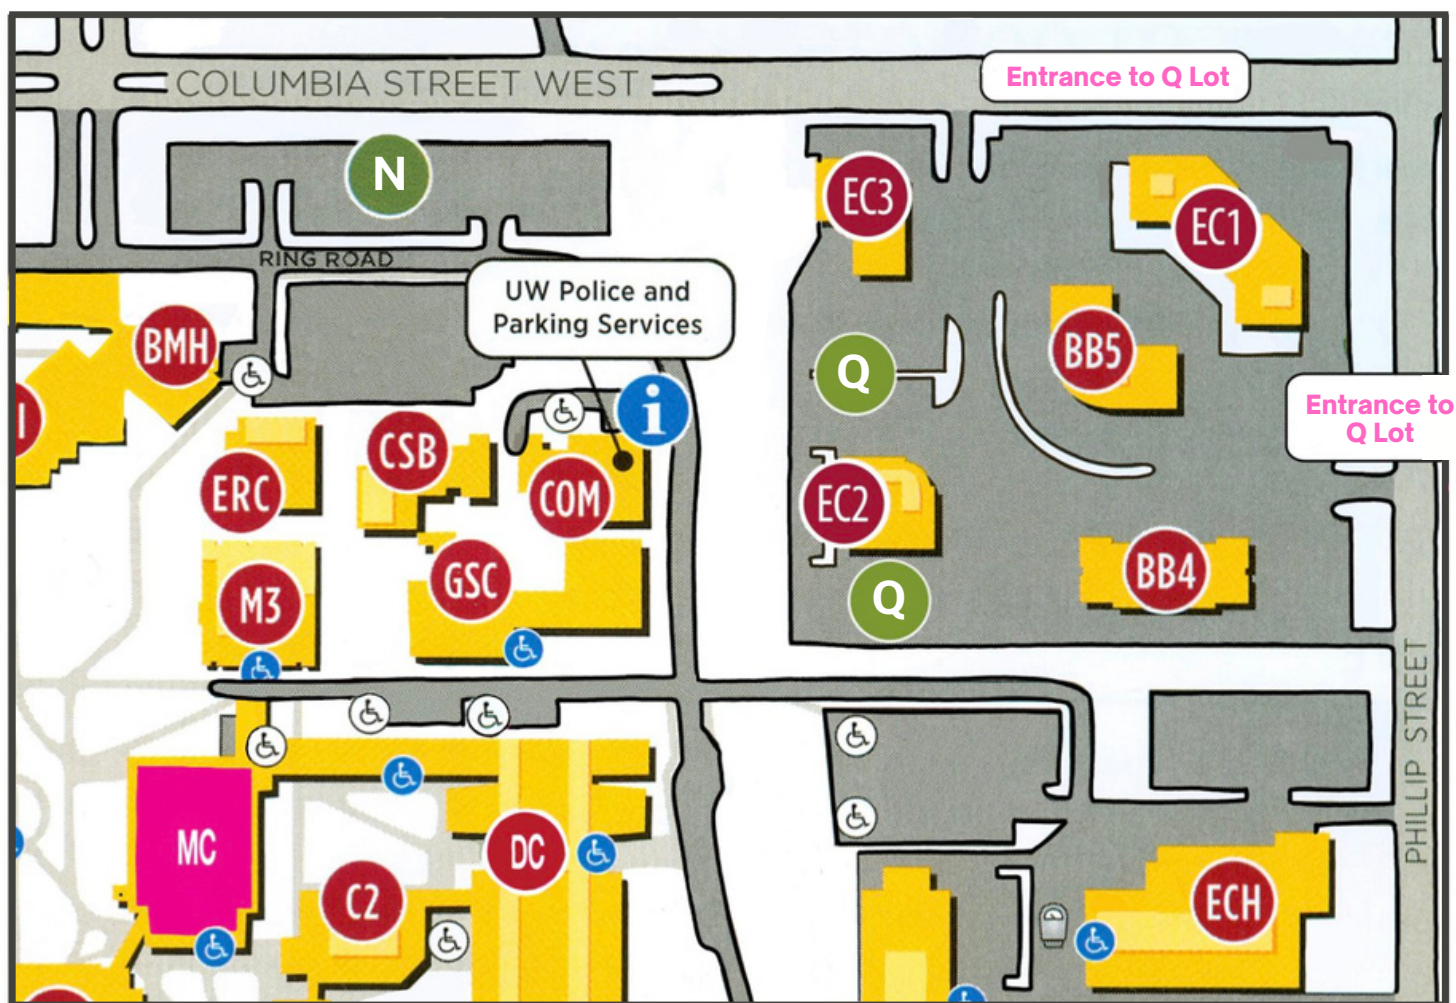 COLUMBIA STREET WEST
Entrance to Q Lot
N
EC3
EC1
RING ROAD
UW Police and
Parking Services
BMH
BB5
Q
i
Entrance to
Q Lot
I
CSB
ERC
COM
EC2
BB4
GSC
M3
Q
PHILLIP STREET
MC
DC
C2
ECH